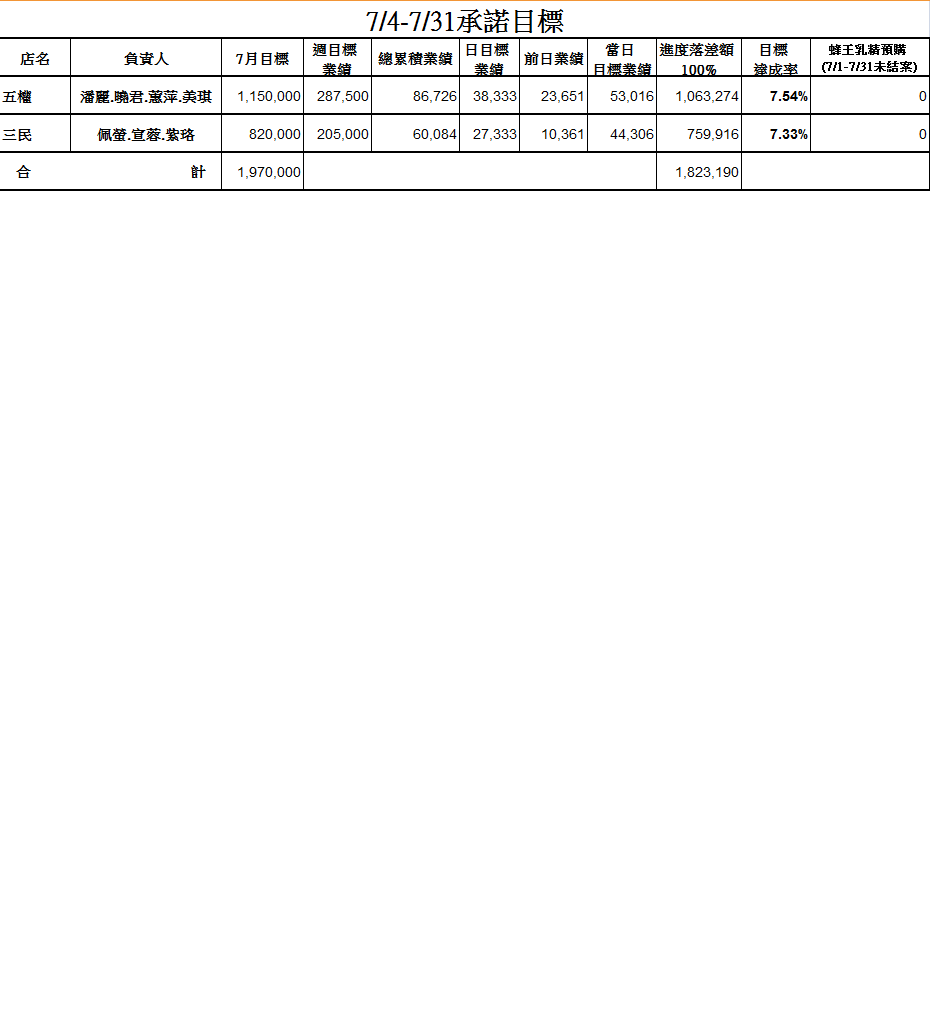 7/4-7/31承諾目標
店名 負責人 7月目標 週目標業績 總累積業績 日目標業績 前日業績 當日目標業績 進度落差額100% 目標達成率 蜂王乳精預購(7/1-7/31未結案)
五權 潘麗.曉君.蕙萍.美琪 1,150,000 287,500 86,726 38,333 23,651 53,016 1,063,274 7.54% 0
三民 佩螢.宣蓉.紫珞 820,000 205,000 60,084 27,333 10,361 44,306 759,916 7.33% 0
合計 1,970,000 1,823,190